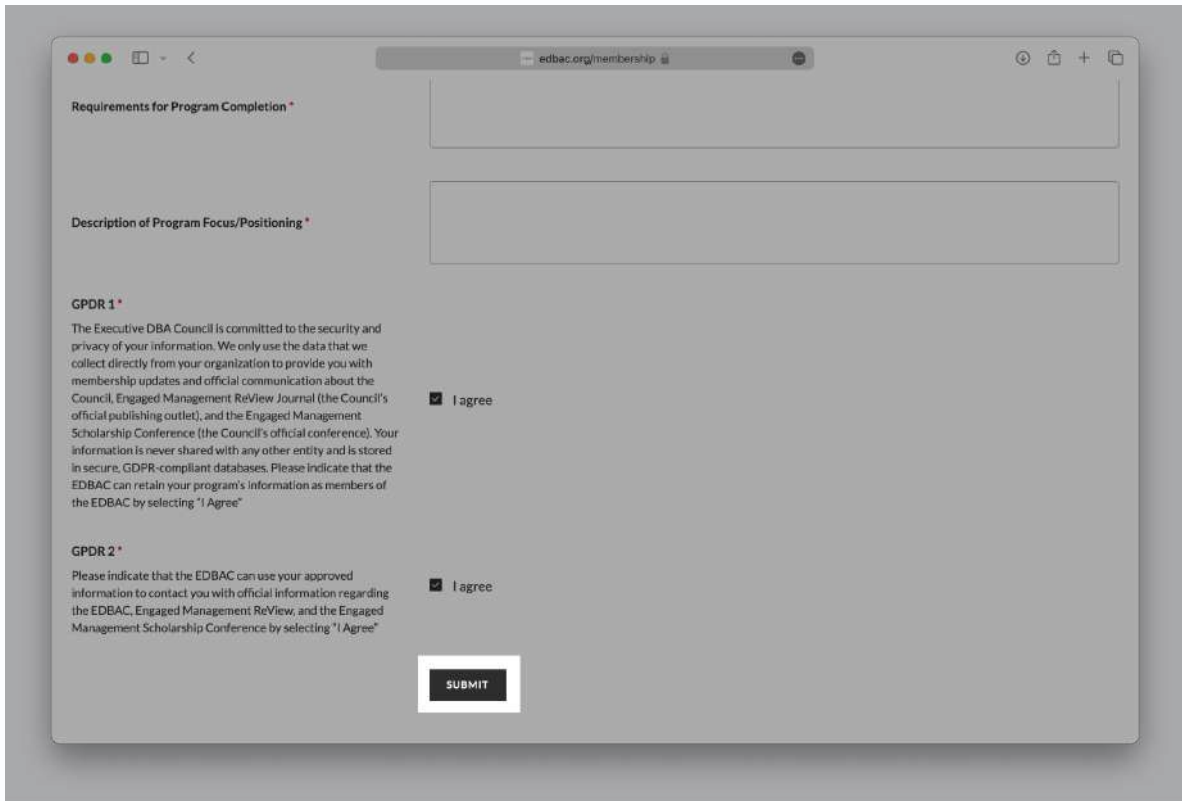 edbac.org/membership
Requirements for Program Completion *
Description of Program Focus/Positioning *
GPDR 1 *
The Executive DBA Council is committed to the security and
privacy of your information. We only use the data that we
collect directly from your organization to provide you with
membership updates and official communication about the
Council, Engaged Management ReView Journal (the Council's
official publishing outlet), and the Engaged Management
Scholarship Conference (the Council's official conference). Your
information is never shared with any other entity and is stored
in secure, GDPR-compliant databases. Please indicate that the
EDBAC can retain your program's information as members of
the EDBAC by selecting "I Agree"
I agree
GPDR 2 *
Please indicate that the EDBAC can use your approved
information to contact you with official information regarding
the EDBAC, Engaged Management ReView, and the Engaged
Management Scholarship Conference by selecting "I Agree"
I agree
SUBMIT